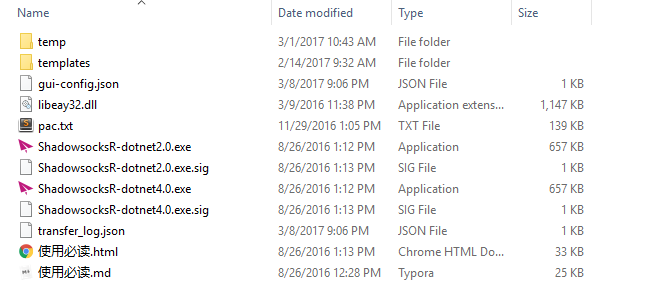 Name Date modified Type Size
temp 3/1/2017 10:43 AM File folder
templates 2/14/2017 9:32 AM File folder
gui-config.json 3/8/2017 9:06 PM JSON File 1 KB
libeay32.dll 3/9/2016 11:38 PM Application extens... 1,147 KB
pac.txt 11/29/2016 1:05 PM TXT File 139 KB
ShadowsocksR-dotnet2.0.exe 8/26/2016 1:12 PM Application 657 KB
ShadowsocksR-dotnet2.0.exe.sig 8/26/2016 1:13 PM SIG File 1 KB
ShadowsocksR-dotnet4.0.exe 8/26/2016 1:12 PM Application 657 KB
ShadowsocksR-dotnet4.0.exe.sig 8/26/2016 1:13 PM SIG File 1 KB
transfer_log.json 3/8/2017 9:06 PM JSON File 1 KB
使用必读.html 8/26/2016 1:13 PM Chrome HTML Do... 33 KB
使用必读.md 8/26/2016 12:28 PM Typora 25 KB